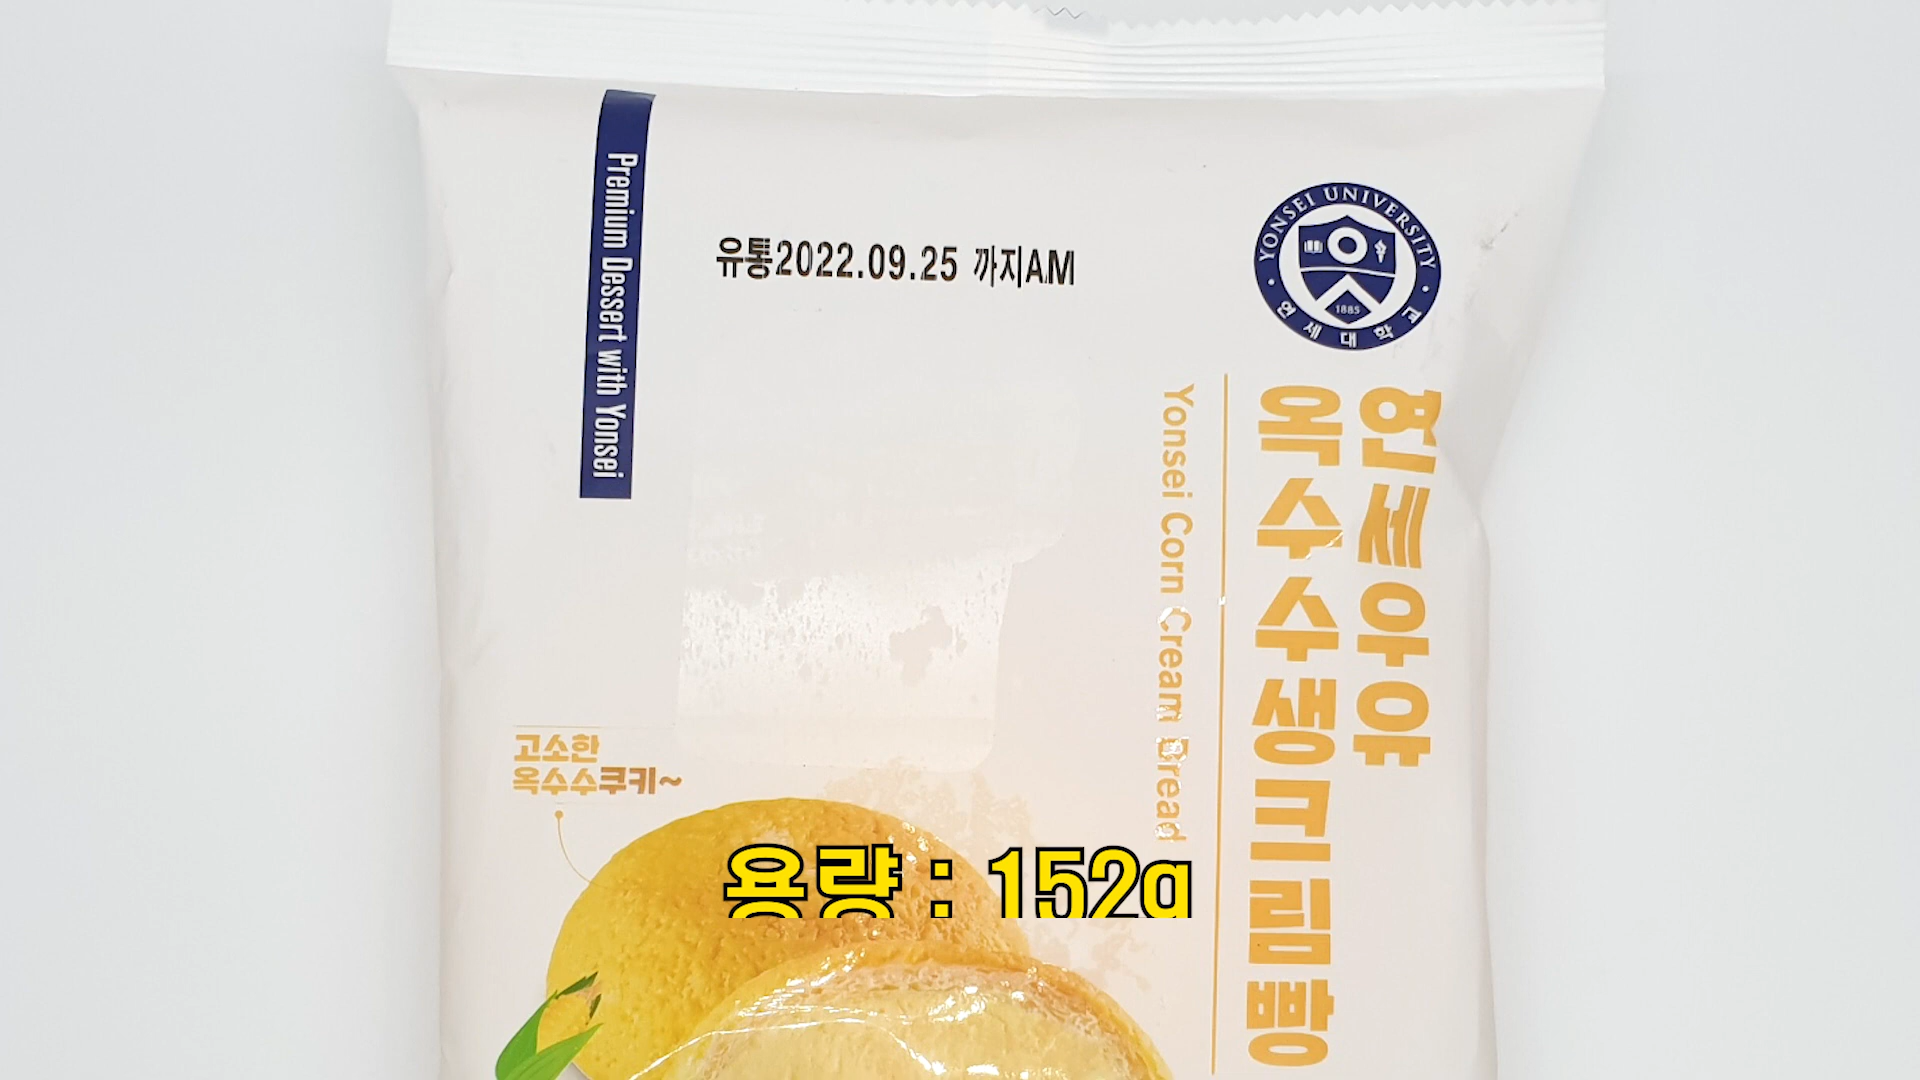 Premium Dessert with Yonsei
유통2022.09.25 까지AM
YONSEI UNIVERSITY
1885
연세대학교
연세우유
옥수수생크림빵
Yonsei Corn Cream Bread
고소한
옥수수쿠키~
용량 : 152g